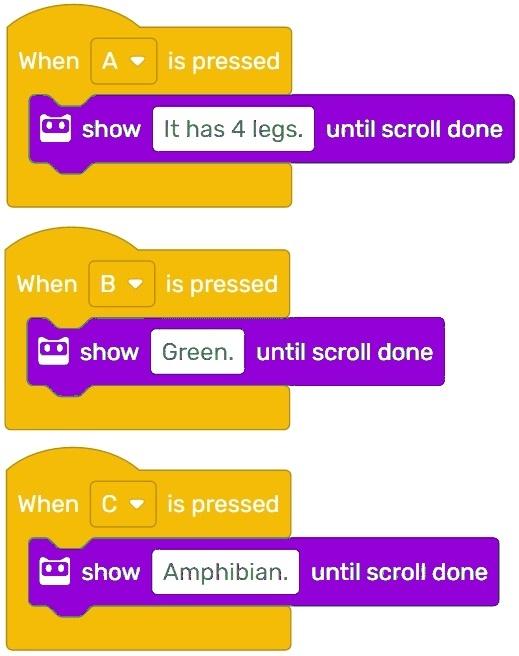 When A is pressed
show It has 4 legs. until scroll done
When B is pressed
show Green. until scroll done
When C is pressed
show Amphibian. until scroll done